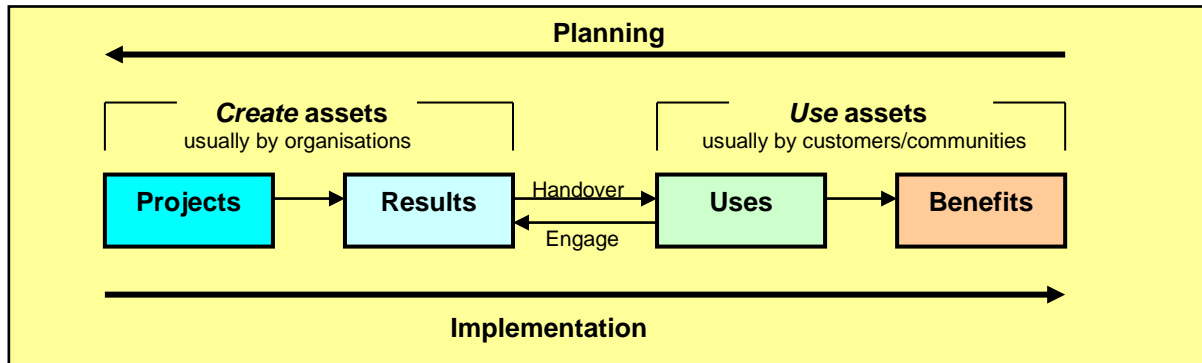 Planning
Create assets
usually by organisations
Use assets
usually by customers/communities
Projects
Results
Handover
Engage
Uses
Benefits
Implementation